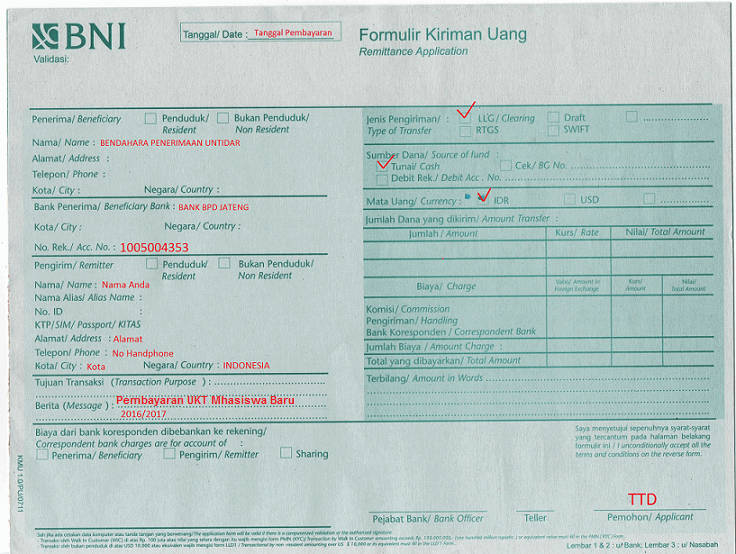 BNI
Validasi:
Tanggal/ Date : Tanggal Pembayaran
Formulir Kiriman Uang
Remittance Application
Penerima/ Beneficiary Penduduk/ Resident Bukan Penduduk/ Non Resident
Nama/ Name : BENDAHARA PENERIMAAN UNTIDAR
Alamat/ Address :
Telepon/ Phone :
Kota/ City : Negara/ Country :
Bank Penerima/ Beneficiary Bank : BANK BPD JATENG
Kota/ City : Negara/ Country :
No. Rek./ Acc. No. : 1005004353
Pengirim/ Remitter Penduduk/ Resident Bukan Penduduk/ Non Resident
Nama/ Name : Nama Anda
Nama Alias/ Alias Name :
No. ID :
KTP/SIM/ Passport/ KITAS
Alamat/ Address : Alamat
Telepon/ Phone : No Handphone
Kota/ City : Kota Negara/ Country : INDONESIA
Tujuan Transaksi (Transaction Purpose ) :
Berita (Message) : Pembayaran UKT Mhasiswa Baru
2016/2017
Biaya dari bank koresponden dibebankan ke rekening/
Correspondent bank charges are for account of :
Penerima/ Beneficiary Pengirim/ Remitter Sharing
Jenis Pengiriman/ : LLG/ Clearing Draft
Type of Transfer RTGS SWIFT
Sumber Dana/ Source of fund :
Tunai/ Cash Cek/ BG No.
Debit Rek./ Debit Acc. No.
Mata Uang/ Currency : IDR USD
Jumlah Dana yang dikirim/ Amount Transfer :
Jumlah/ Amount Kurs/ Rate Nilai/ Total Amount
Biaya/ Charge Valas/ Amount in Foreign Exchange Kurs/ Amount Nilai/ Total Amount
Komisi/ Commission
Pengiriman/ Handling
Bank Koresponden / Correspondent Bank
Jumlah Biaya / Amount Charge :
Total yang dibayarkan/ Total Amount
Terbilang/ Amount in Words
Saya menyetujui sepenuhnya syarat-syarat
yang tercantum pada halaman belakang
formulir ini / I unconditionally accept all the
terms and conditions on the reverse form.
TTD
Pejabat Bank/ Bank Officer Teller Pemohon/ Applicant
Lembar 1 & 2 : u/ Bank; Lembar 3 : u/ Nasabah